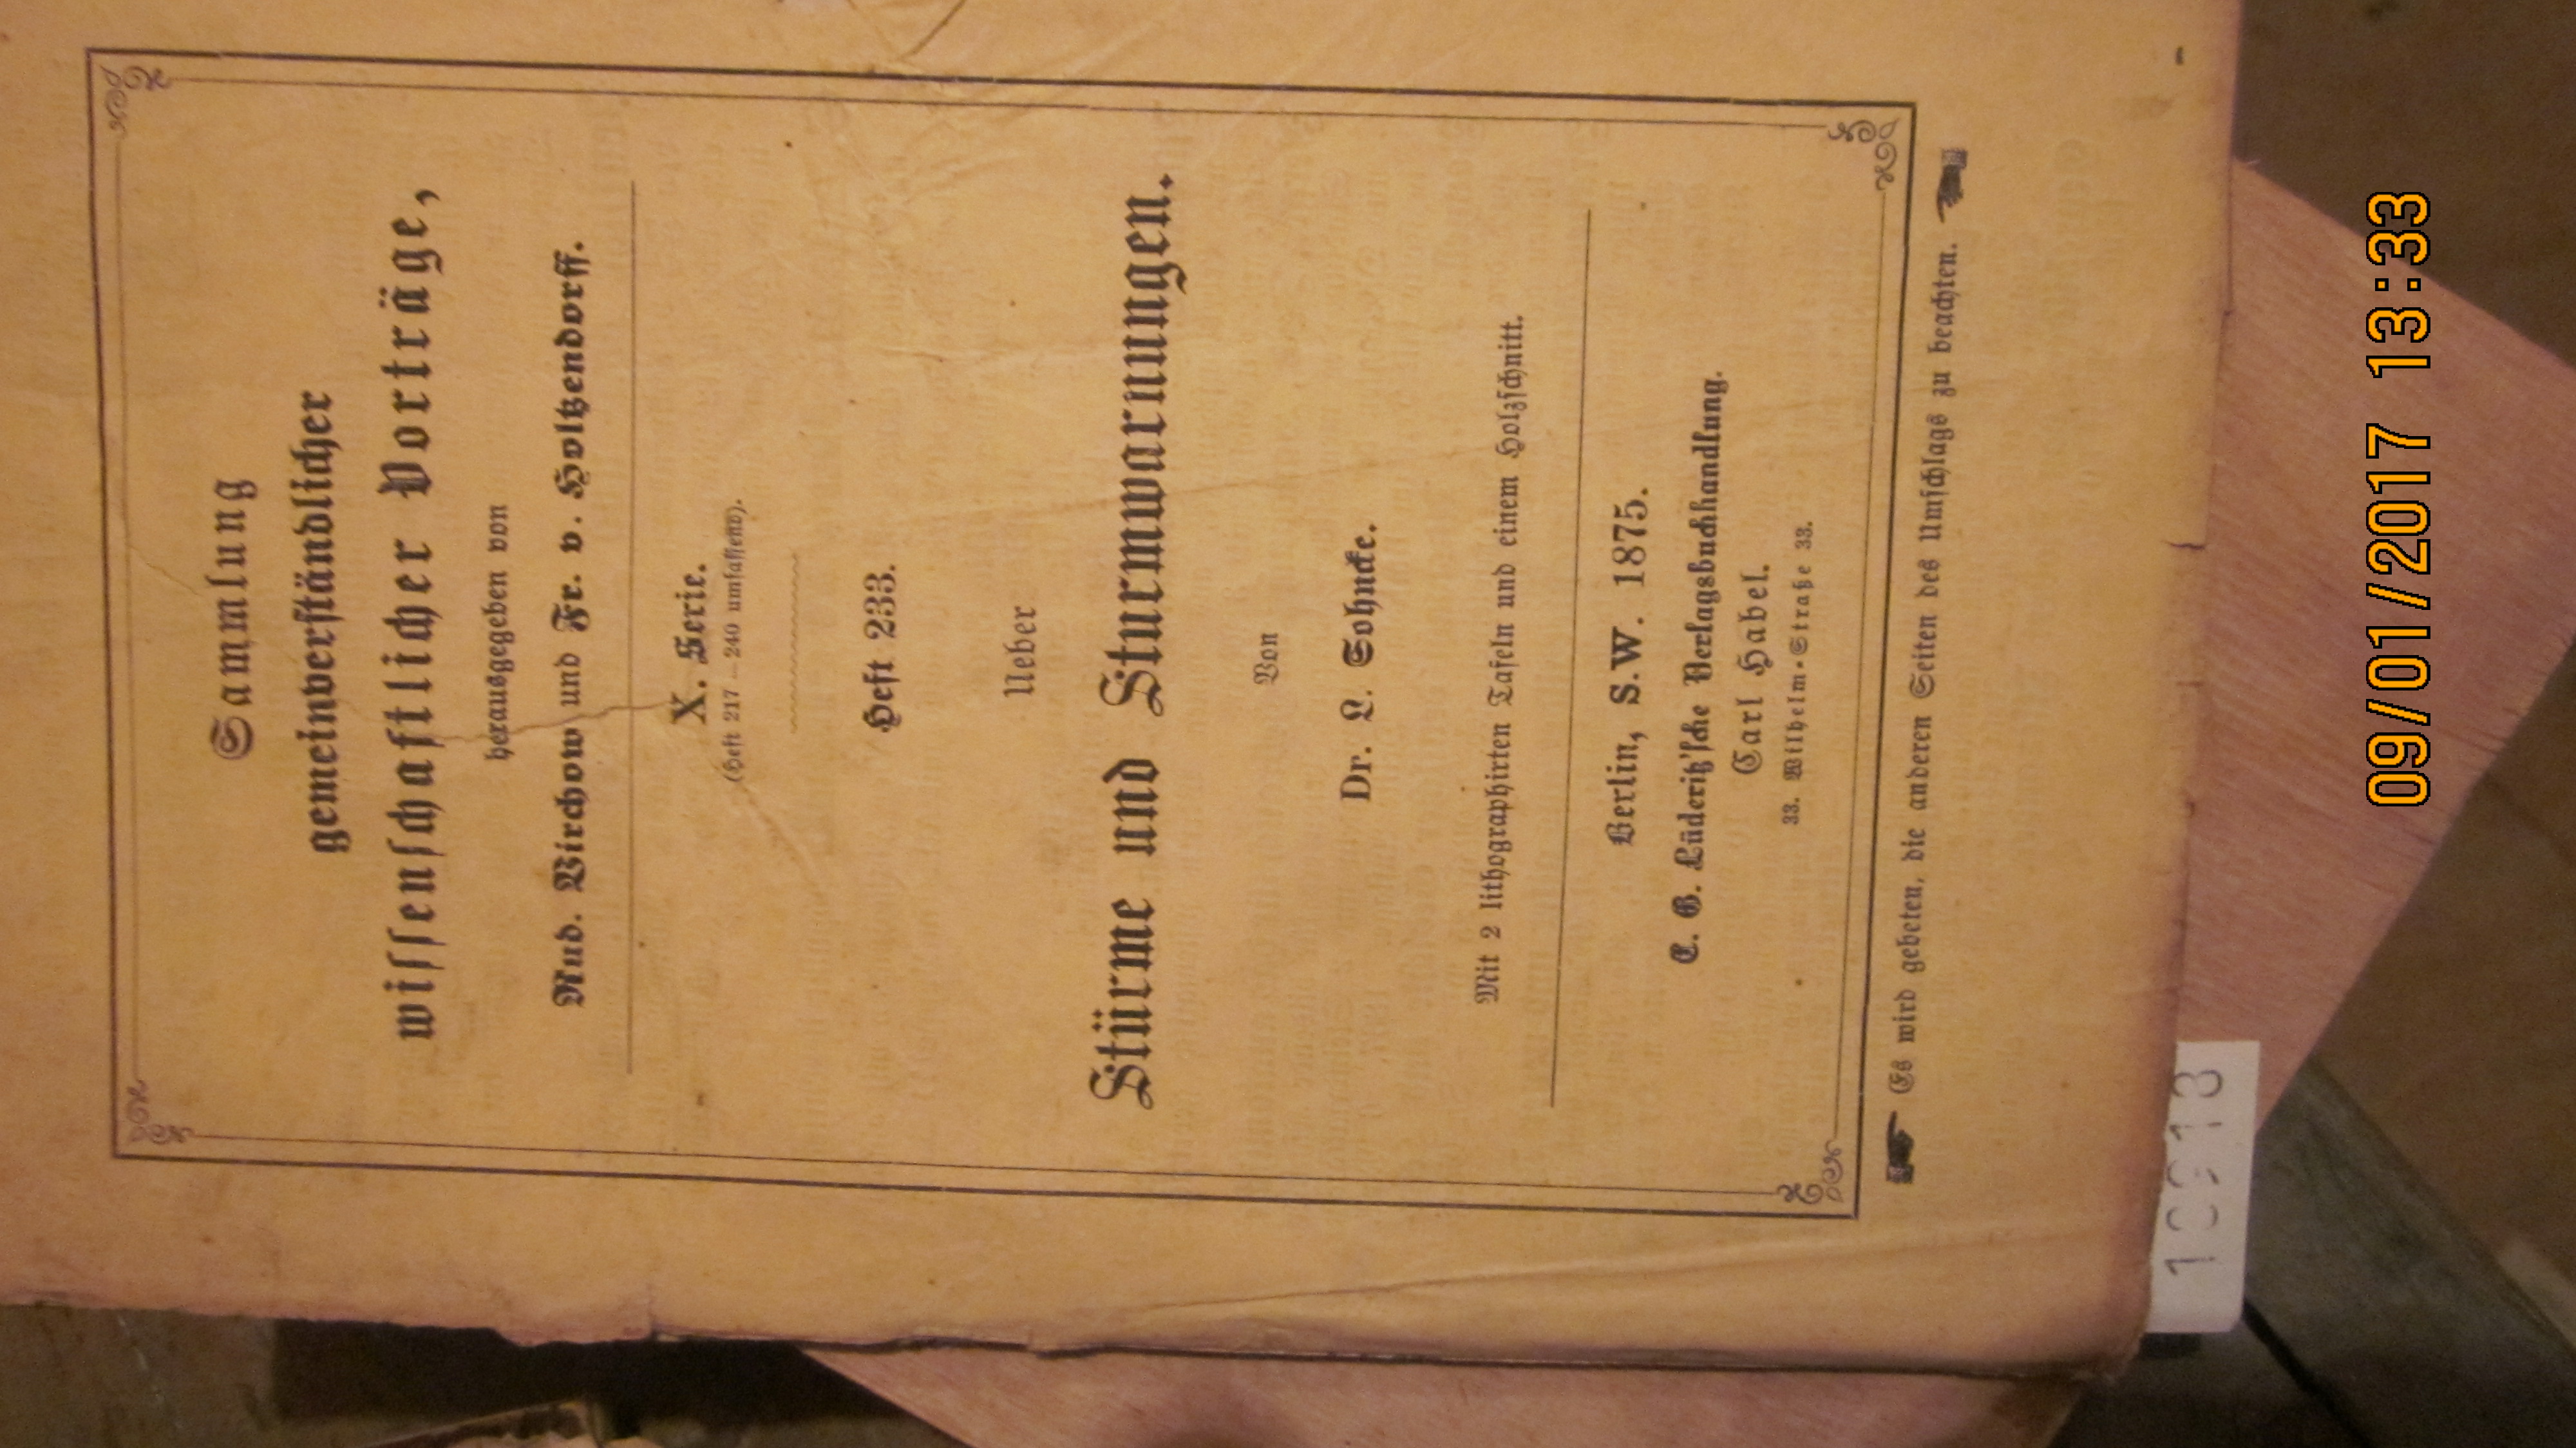 Sammlung
gemeinverständlicher
wissenschaftlicher Vorträge,
herausgegeben von
Rud. Virchow und Fr. v. Holtzendorff.
X. Serie.
(Heft 217—240 umfassend).
Heft 233.
Ueber
Stürme und Sturmwarnungen.
Von
Dr. L. Sohncke.
Mit 2 lithographirten Tafeln und einem Holzschnitt.
Berlin, S.W. 1875.
C. G. Lüderitz'sche Verlagsbuchhandlung.
Carl Habel.
33. Wilhelm-Straße 33.
Es wird gebeten, die anderen Seiten des Umschlags zu beachten.
09/01/2017 13:33